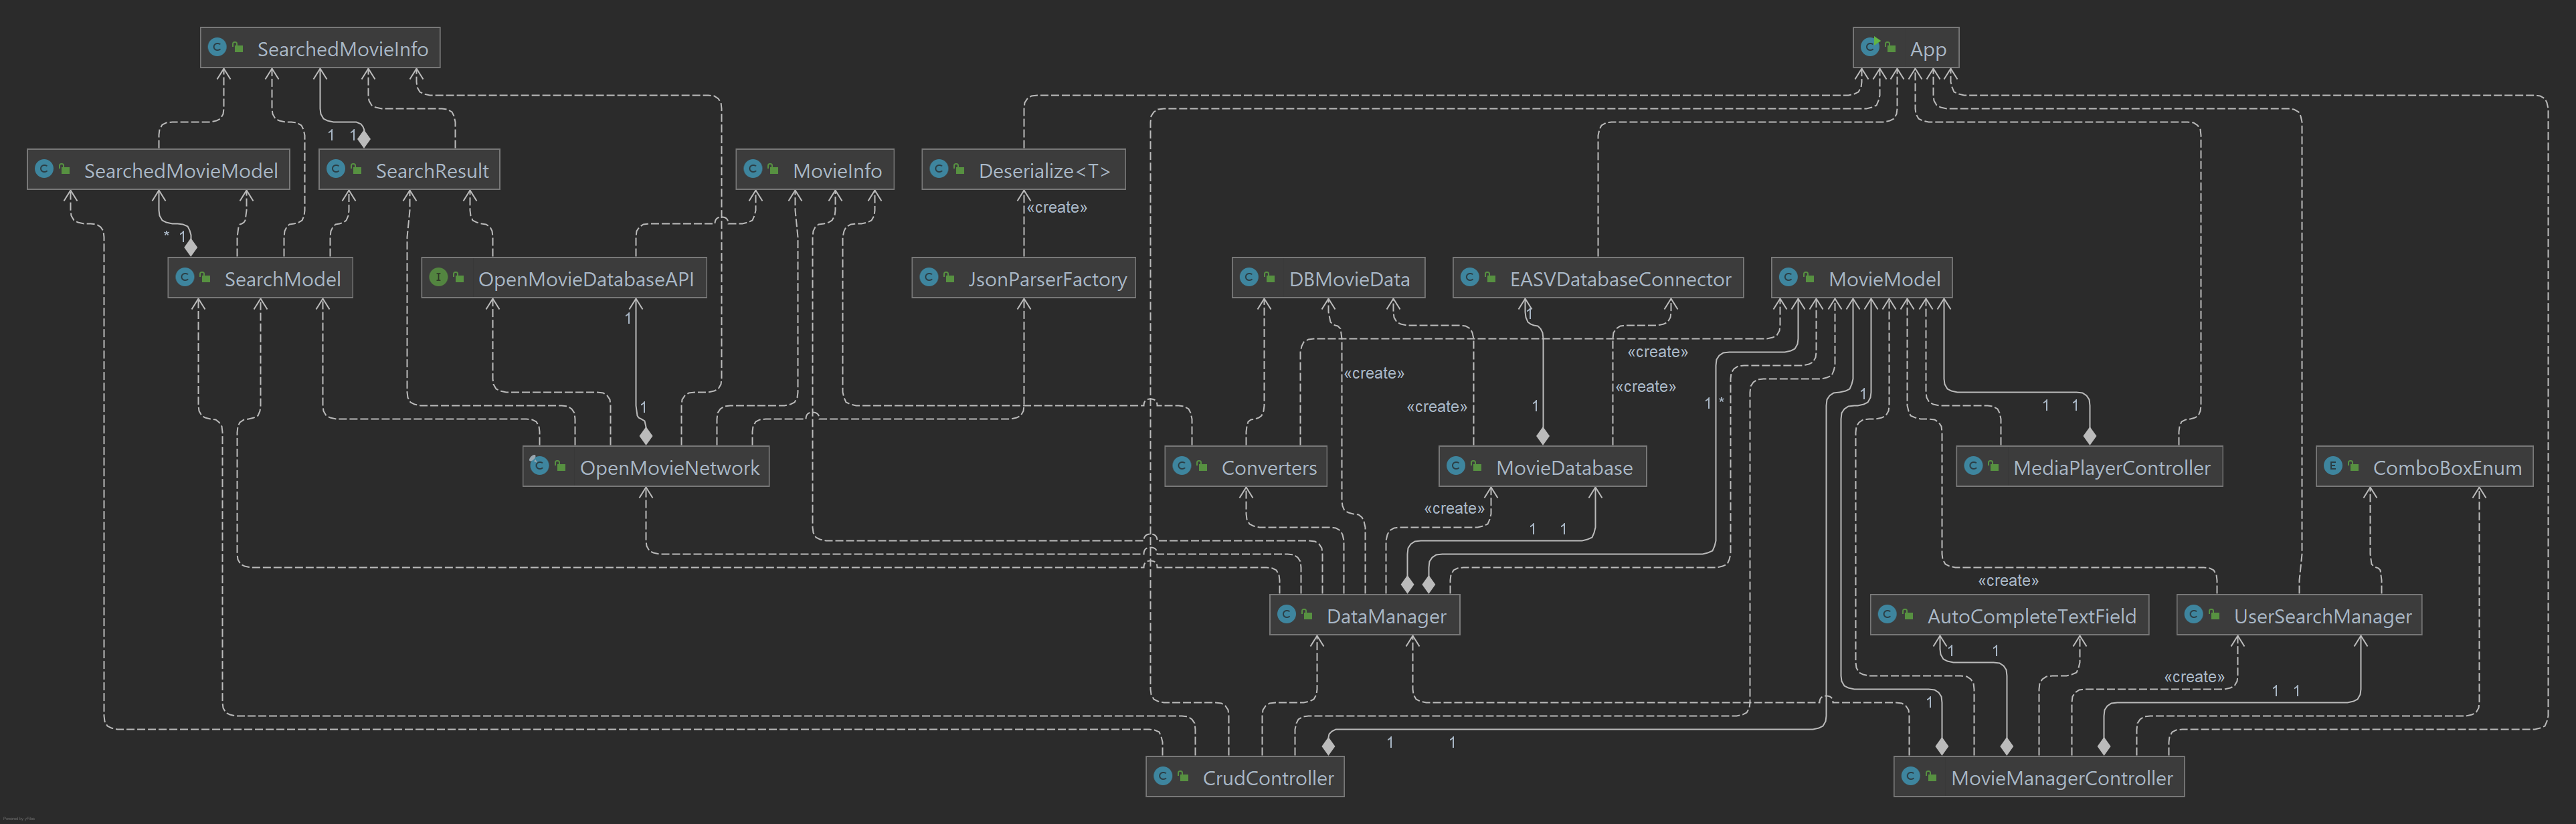 SearchedMovieInfo
App
1 1
SearchedMovieModel
SearchResult
MovieInfo
Deserialize<T>
«create»
* 1
SearchModel
OpenMovieDatabaseAPI
JsonParserFactory
DBMovieData
EASVDatabaseConnector
MovieModel
1
1
«create»
«create»
«create»
1
«create»
1
1
1 *
1 1
OpenMovieNetwork
Converters
MovieDatabase
MediaPlayerController
ComboBoxEnum
«create»
1 1
«create»
DataManager
AutoCompleteTextField
UserSearchManager
1 1
«create»
1 1
1
1 1
CrudController
MovieManagerController